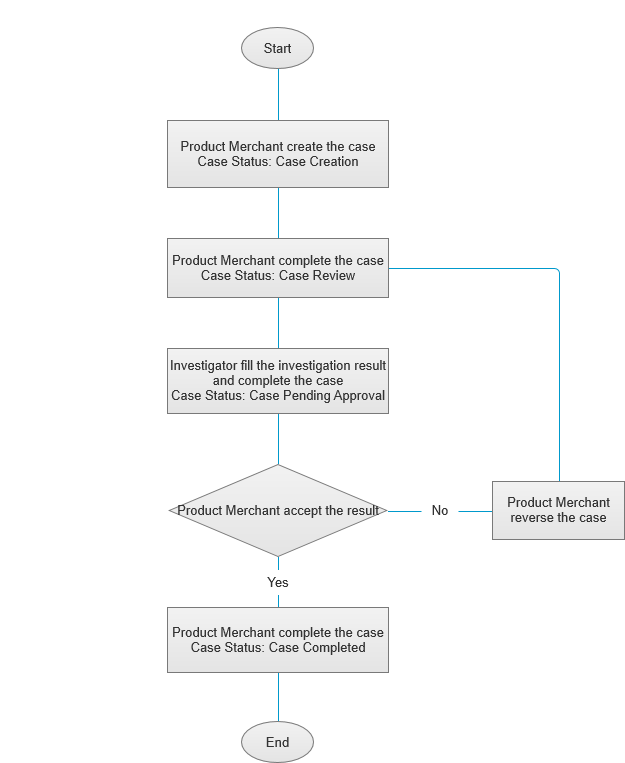 Start
Product Merchant create the case
Case Status: Case Creation
Product Merchant complete the case
Case Status: Case Review
Investigator fill the investigation result
and complete the case
Case Status: Case Pending Approval
Product Merchant accept the result
No
Product Merchant
reverse the case
Yes
Product Merchant complete the case
Case Status: Case Completed
End